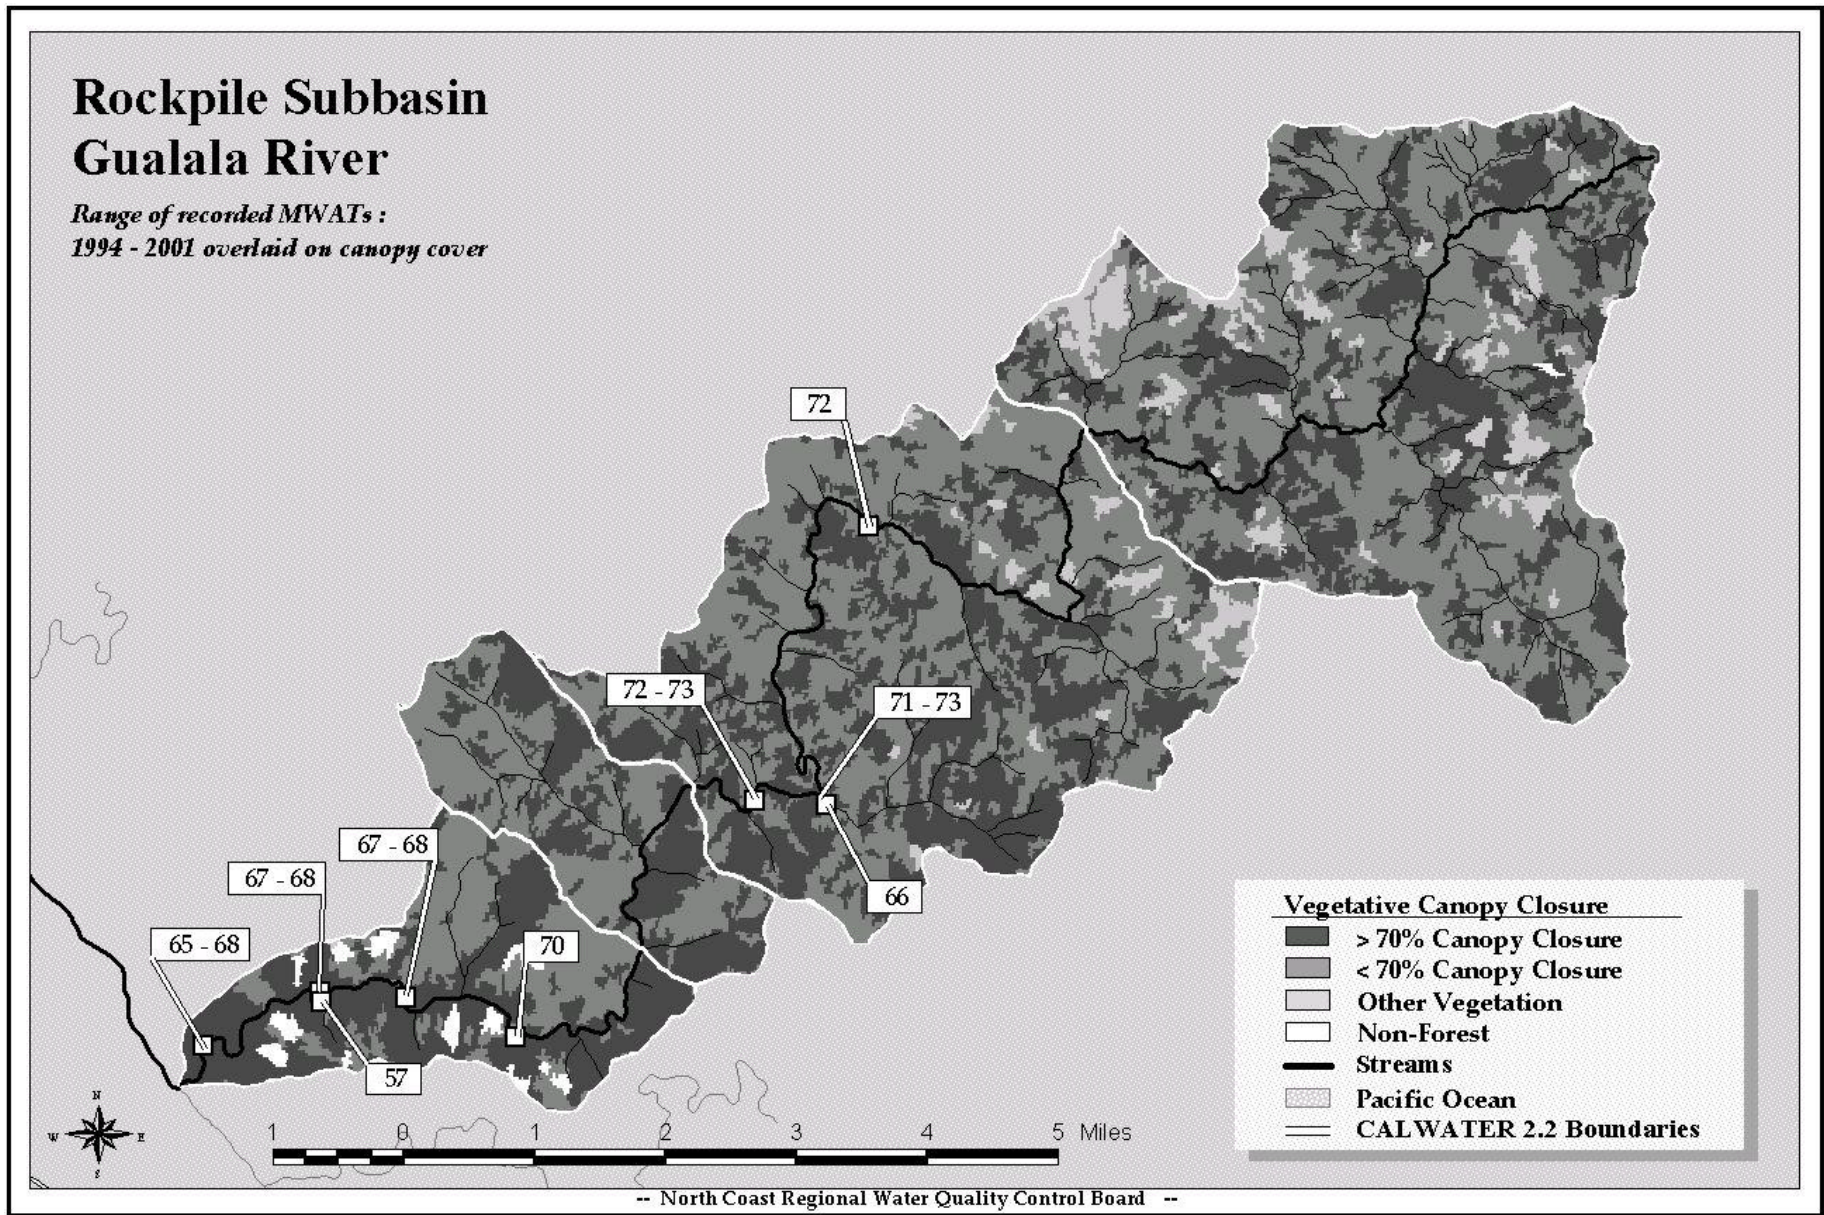 Rockpile Subbasin
Gualala River
Range of recorded MWATs :
1994 - 2001 overlaid on canopy cover
72
72 - 73
71 - 73
66
67 - 68
67 - 68
65 - 68
70
57
Vegetative Canopy Closure
> 70% Canopy Closure
< 70% Canopy Closure
Other Vegetation
Non-Forest
Streams
Pacific Ocean
CALWATER 2.2 Boundaries
N
W E
S
1 0 1 2 3 4 5 Miles
-- North Coast Regional Water Quality Control Board --